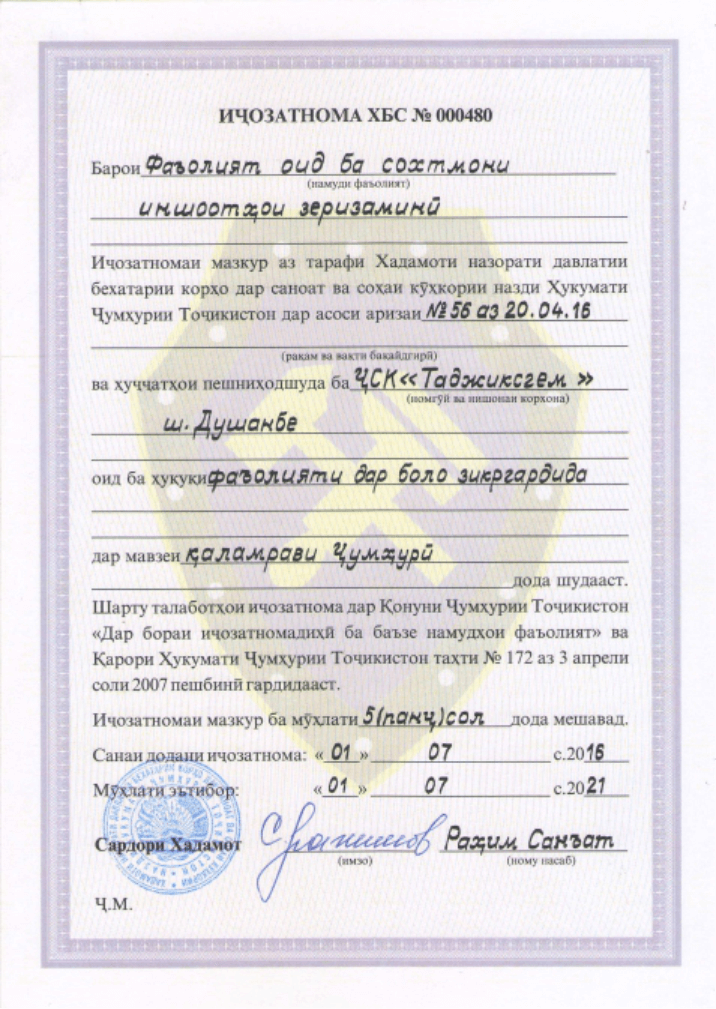 ИҶОЗАТНОМА ХБС № 000480
Барои Фаъолият оид ба сохтмони
(намуди фаъолият)
иншоотҳои зеризаминӣ
Иҷозатномаи мазкур аз тарафи Хадамоти назорати давлатии
бехатарии корҳо дар саноат ва соҳаи кӯҳкории назди Ҳукумати
Ҷумҳурии Тоҷикистон дар асоси аризаи №56 аз 20.04.16
(рақам ва вақти бақайдгирӣ)
ва ҳуҷҷатҳои пешниҳодшуда ба ҶСК «Таджиксгем»
(номгӯй ва нишонаи корхона)
ш. Душанбе
оид ба ҳуқуқи фаъолияти дар боло зикргардида
дар мавзеи қаламрави Ҷумҳурӣ
дода шудааст.
Шарту талаботҳои иҷозатнома дар Қонуни Ҷумҳурии Тоҷикистон
«Дар бораи иҷозатномадиҳӣ ба баъзе намудҳои фаъолият» ва
Қарори Ҳукумати Ҷумҳурии Тоҷикистон таҳти № 172 аз 3 апрели
соли 2007 пешбинӣ гардидааст.
Иҷозатномаи мазкур ба мӯҳлати 5(панҷ)сол дода мешавад.
Санаи додани иҷозатнома: « 01 » 07 с.2016
Мӯҳлати эътибор: « 01 » 07 с.2021
Сардори Хадамот Раҳим Санъат
(имзо) (ному насаб)
Ҷ.М.